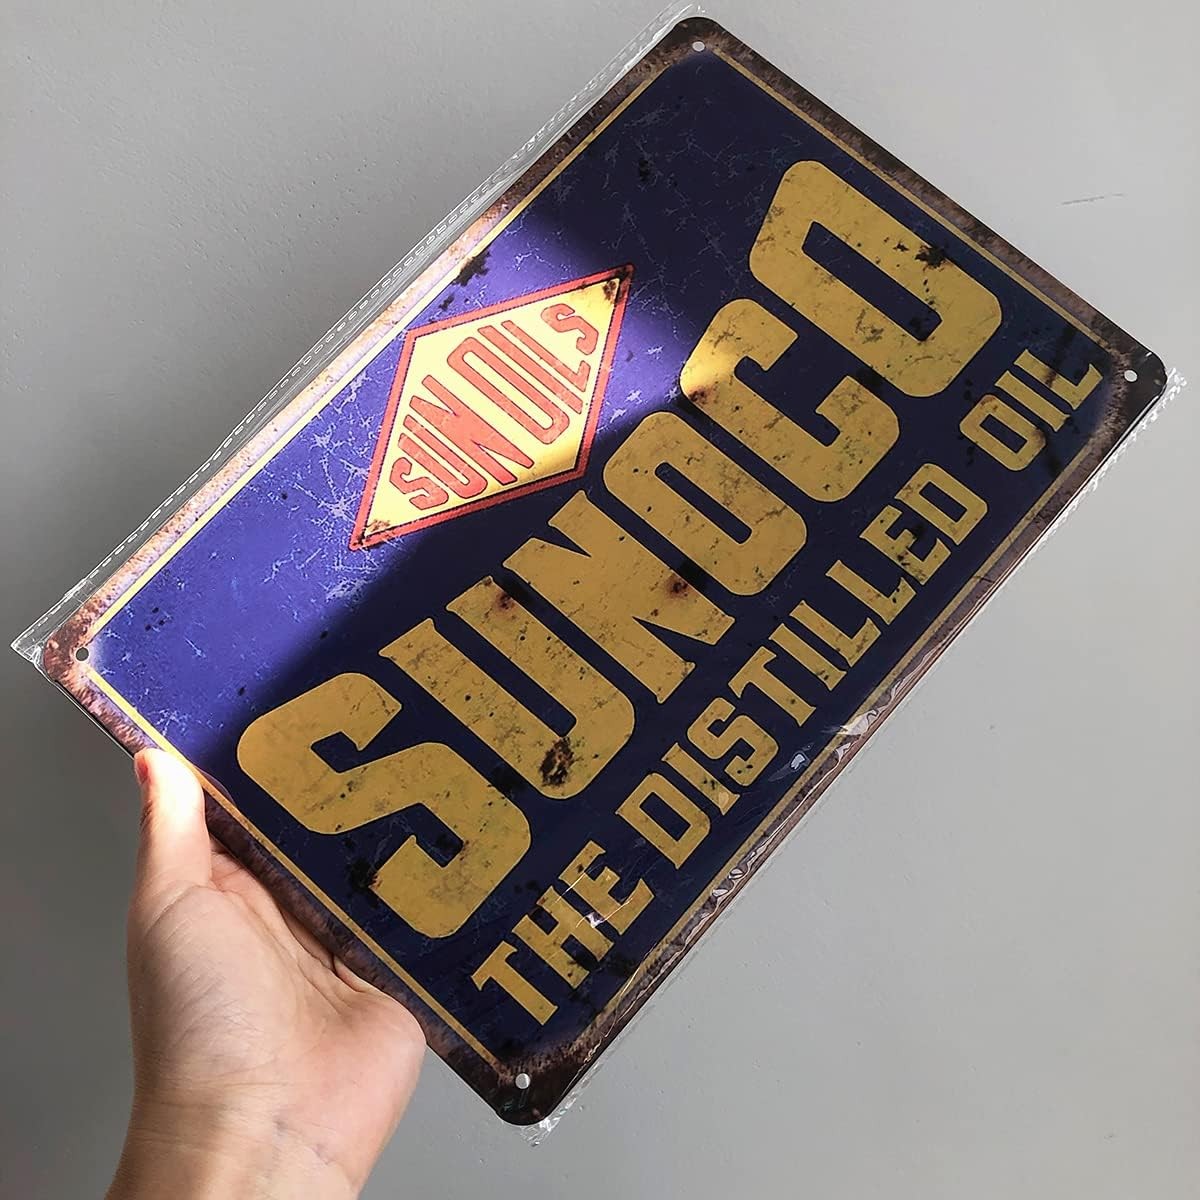 SUN OILS
SUNOCO
THE DISTILLED OIL